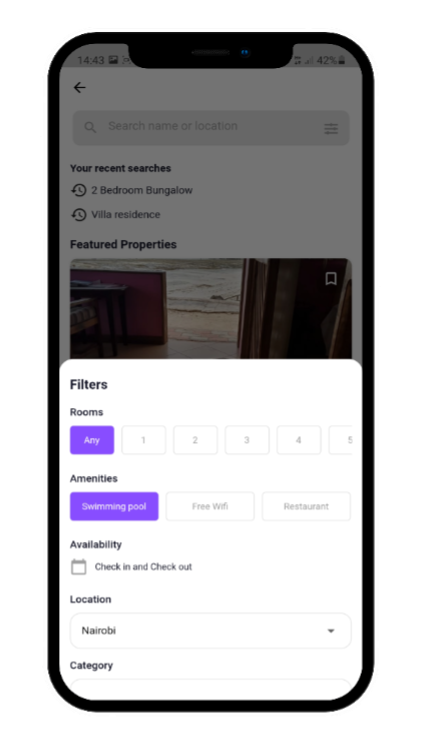 14:43
42%
Search name or location
Your recent searches
2 Bedroom Bungalow
Villa residence
Featured Properties
Filters
Rooms
Any 1 2 3 4 5
Amenities
Swimming pool Free Wifi Restaurant
Availability
Check in and Check out
Location
Nairobi
Category